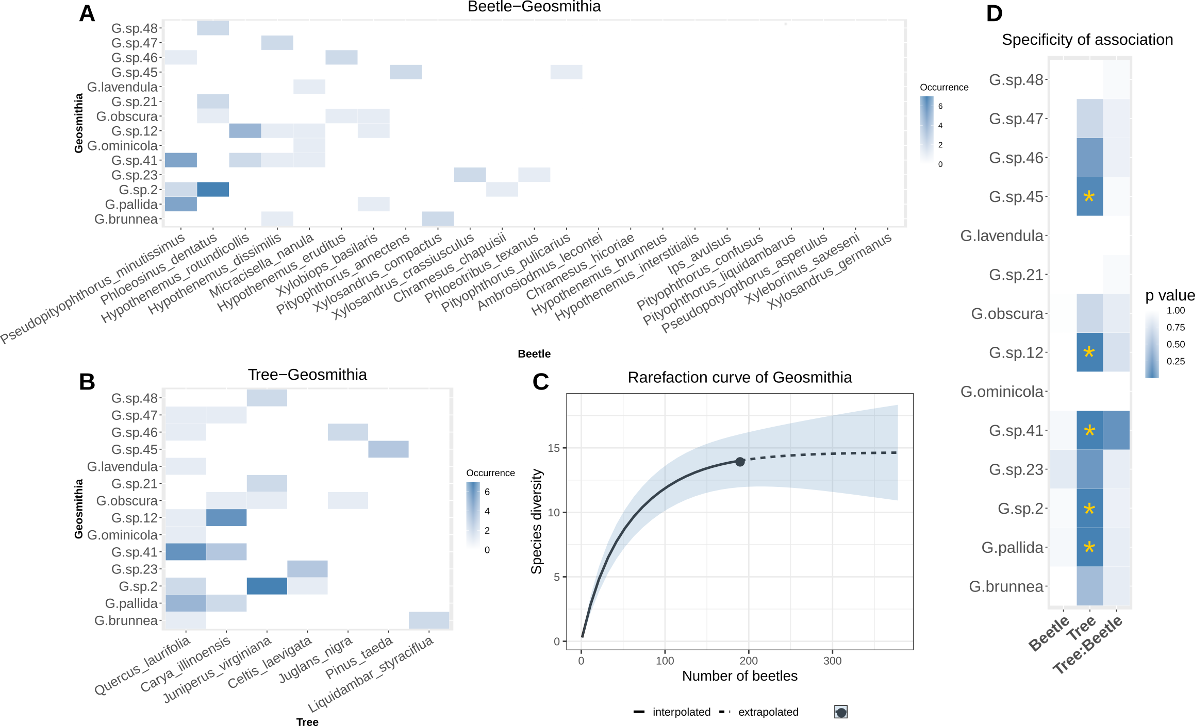 A
Beetle−Geosmithia
G.sp.48
G.sp.47
G.sp.46
G.sp.45
G.lavendula
G.sp.21
G.obscura
G.sp.12
G.ominicola
G.sp.41
G.sp.23
G.sp.2
G.pallida
G.brunnea
Geosmithia
Pseudopityophthorus_minutissimus
Phloeosinus_dentatus
Hypothenemus_rotundicollis
Hypothenemus_dissimilis
Micracisella_nanula
Hypothenemus_eruditus
Xylobiops_basilaris
Pityophthorus_annectens
Xylosandrus_compactus
Xylosandrus_crassiusculus
Chramesus_chapuisii
Phloeotribus_texanus
Pityophthorus_pulicarius
Ambrosiodmus_lecontei
Chramesus_hicoriae
Hypothenemus_brunneus
Hypothenemus_interstitialis
Ips_avulsus
Pityophthorus_confusus
Pityophthorus_liquidambarus
Pseudopotyopthorus_asperulus
Xyleborinus_saxeseni
Xylosandrus_germanus
Beetle
Occurrence
6
4
2
0
B
Tree−Geosmithia
G.sp.48
G.sp.47
G.sp.46
G.sp.45
G.lavendula
G.sp.21
G.obscura
G.sp.12
G.ominicola
G.sp.41
G.sp.23
G.sp.2
G.pallida
G.brunnea
Geosmithia
Quercus_laurifolia
Carya_illinoensis
Juniperus_virginiana
Celtis_laevigata
Juglans_nigra
Pinus_taeda
Liquidambar_styraciflua
Tree
Occurrence
6
4
2
0
C
Rarefaction curve of Geosmithia
Species diversity
15
10
5
0
0
100
200
300
Number of beetles
interpolated
extrapolated
D
Specificity of association
G.sp.48
G.sp.47
G.sp.46
G.sp.45
*
G.lavendula
G.sp.21
G.obscura
G.sp.12
*
G.ominicola
G.sp.41
*
G.sp.23
G.sp.2
*
G.pallida
*
G.brunnea
Beetle
Tree
Tree:Beetle
p value
1.00
0.75
0.50
0.25